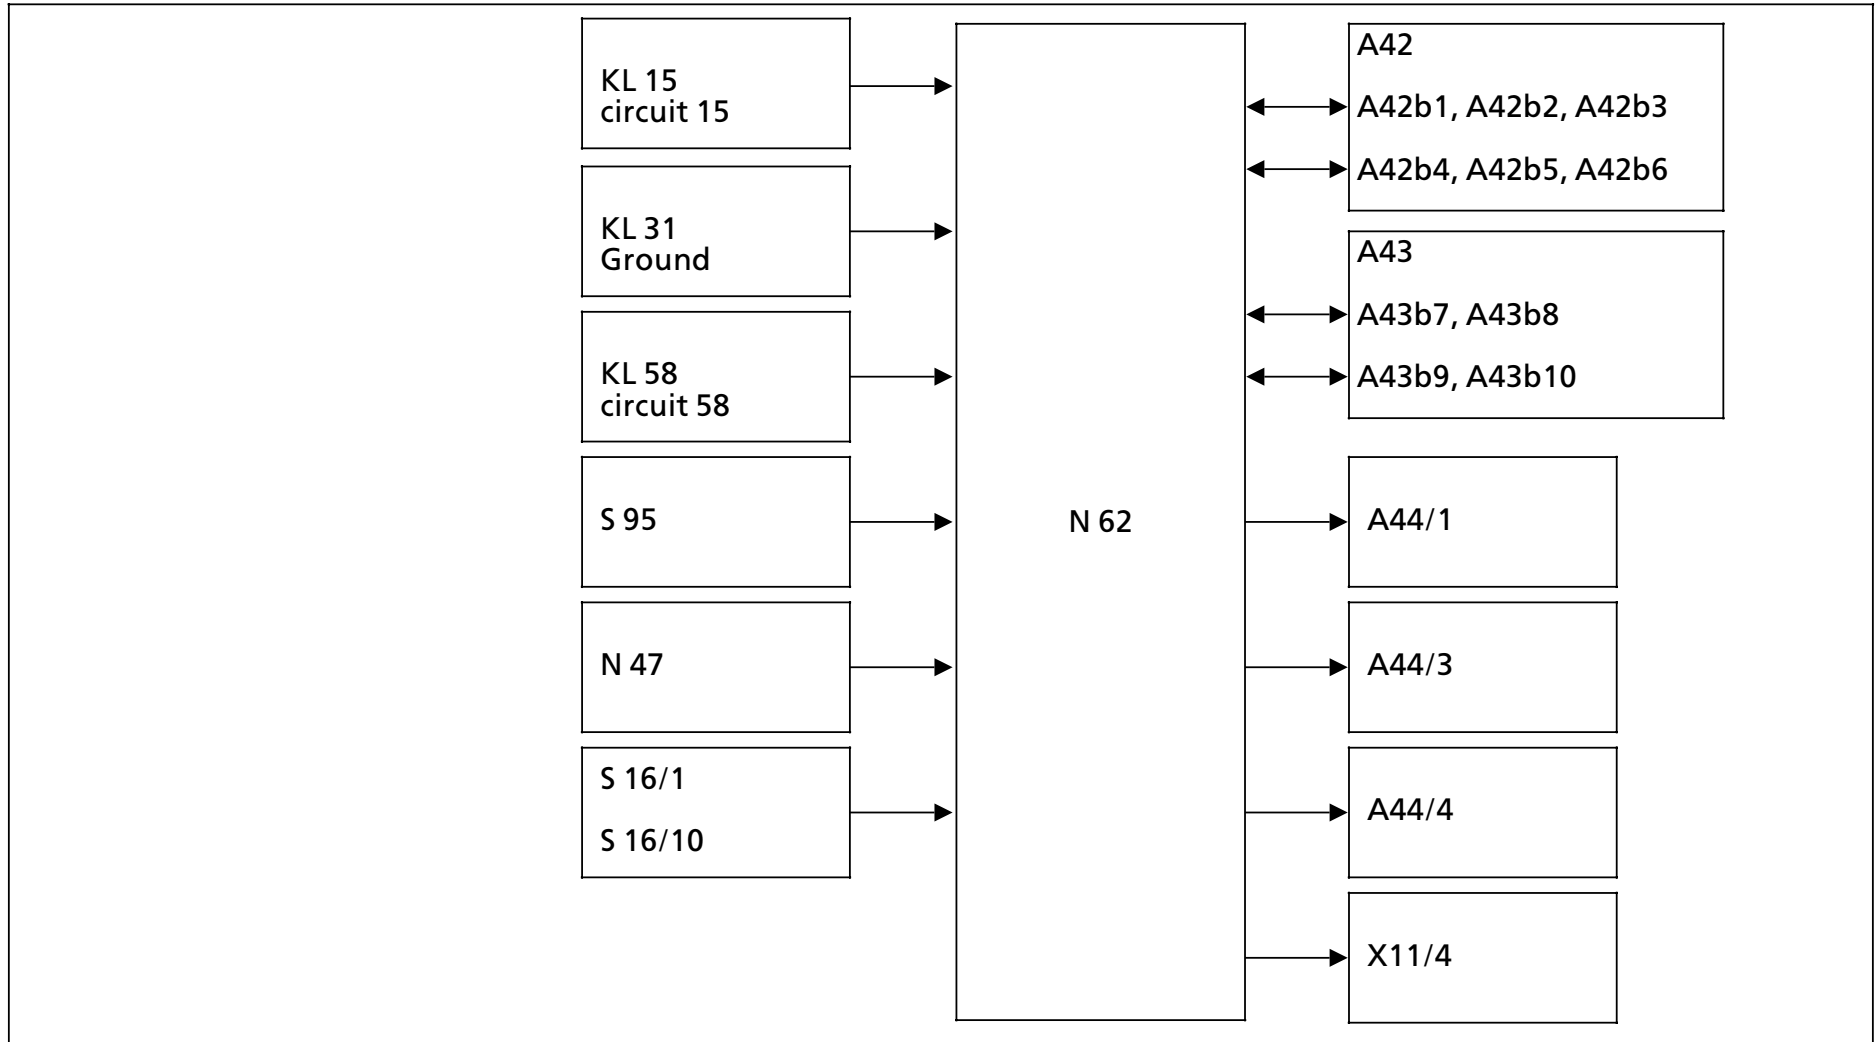 KL 15
circuit 15
KL 31
Ground
KL 58
circuit 58
S 95
N 47
S 16/1
S 16/10
N 62
A42
A42b1, A42b2, A42b3
A42b4, A42b5, A42b6
A43
A43b7, A43b8
A43b9, A43b10
A44/1
A44/3
A44/4
X11/4